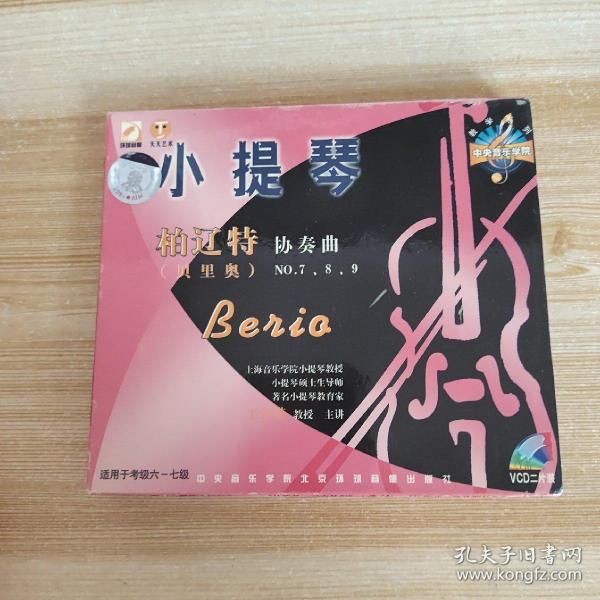 环球音像
天天艺术
教学系列
中央音乐学院
小提琴
柏辽特 协奏曲
（贝里奥） NO.7、8、9
Berio
上海音乐学院小提琴教授
小提琴硕士生导师
著名小提琴教育家
教授 主讲
适用于考级六－七级
中央音乐学院北京环球音像出版社
VCD二片装
孔夫子旧书网
www.kongfz.com